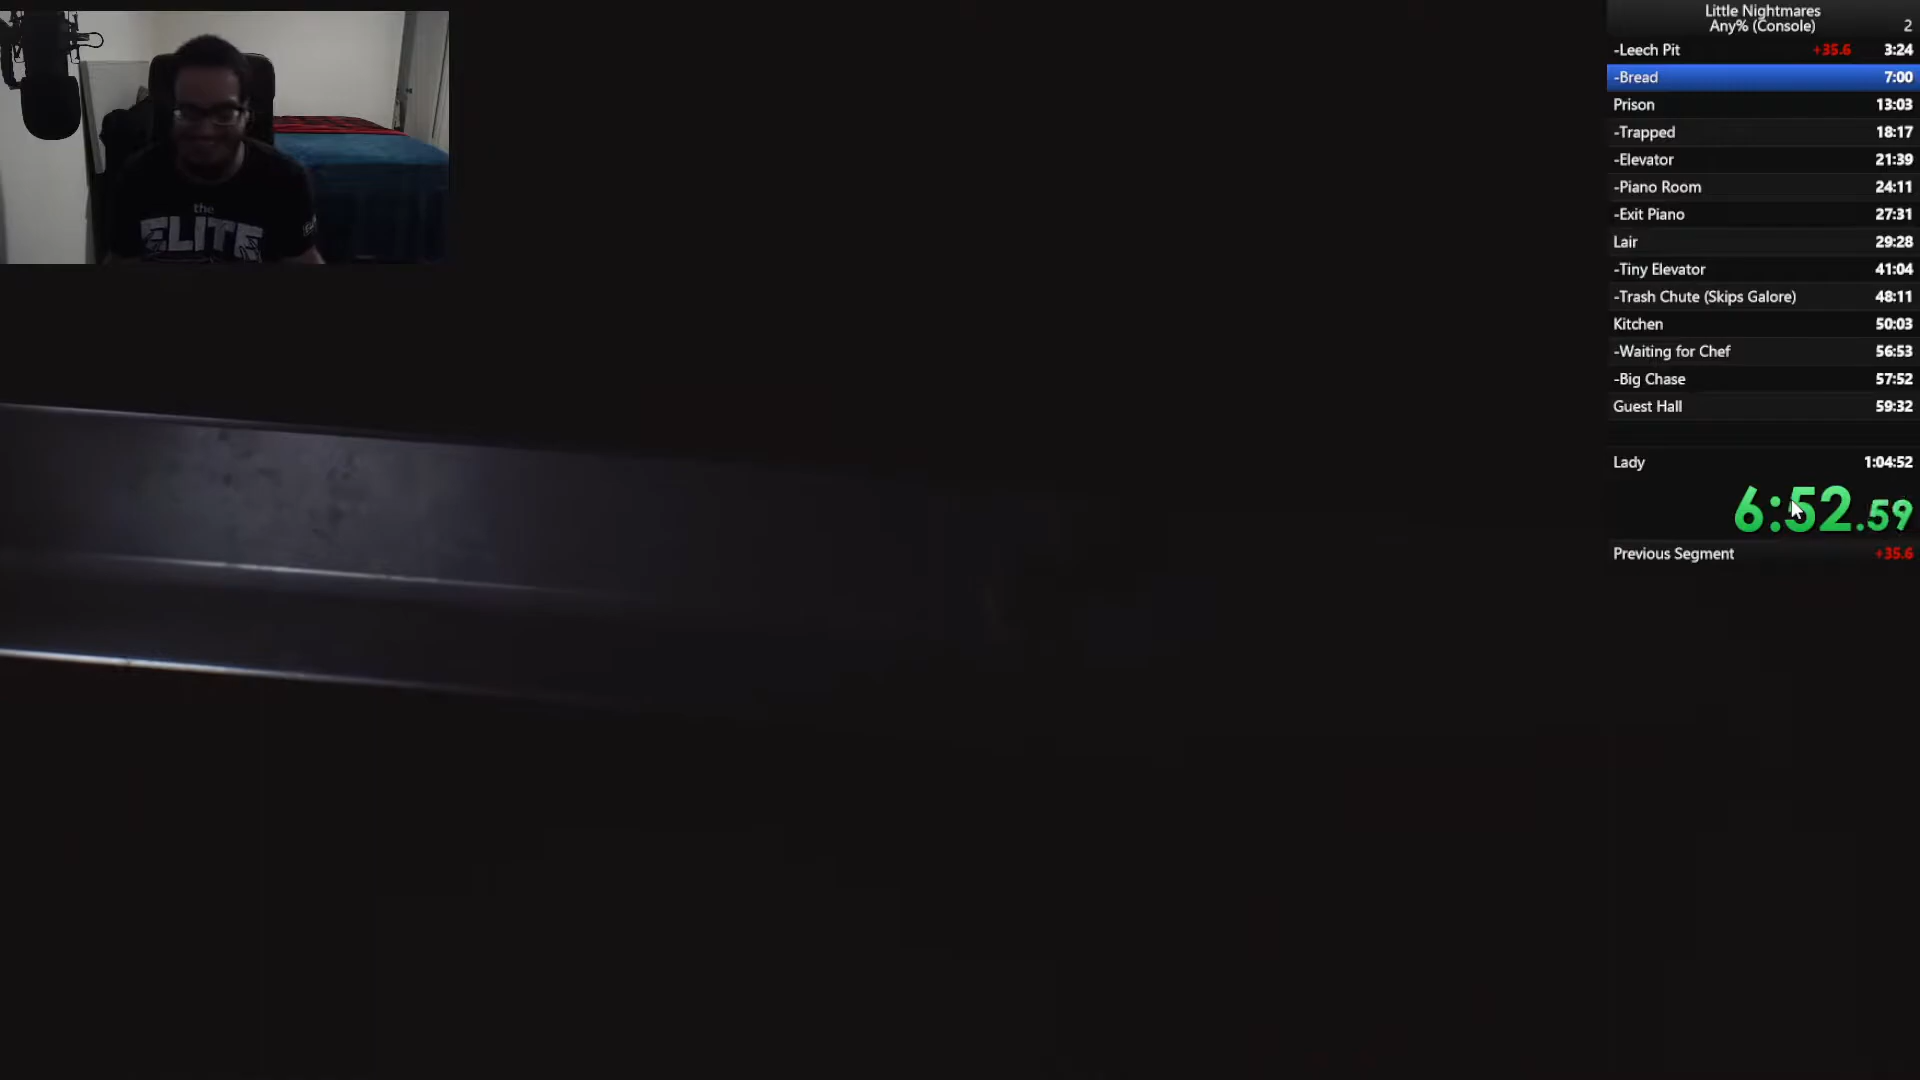 the
ELITE
Little Nightmares
Any% (Console)
2
-Leech Pit +35.6 3:24
-Bread 7:00
Prison 13:03
-Trapped 18:17
-Elevator 21:39
-Piano Room 24:11
-Exit Piano 27:31
Lair 29:28
-Tiny Elevator 41:04
-Trash Chute (Skips Galore) 48:11
Kitchen 50:03
-Waiting for Chef 56:53
-Big Chase 57:52
Guest Hall 59:32
Lady 1:04:52
6:52.59
Previous Segment +35.6